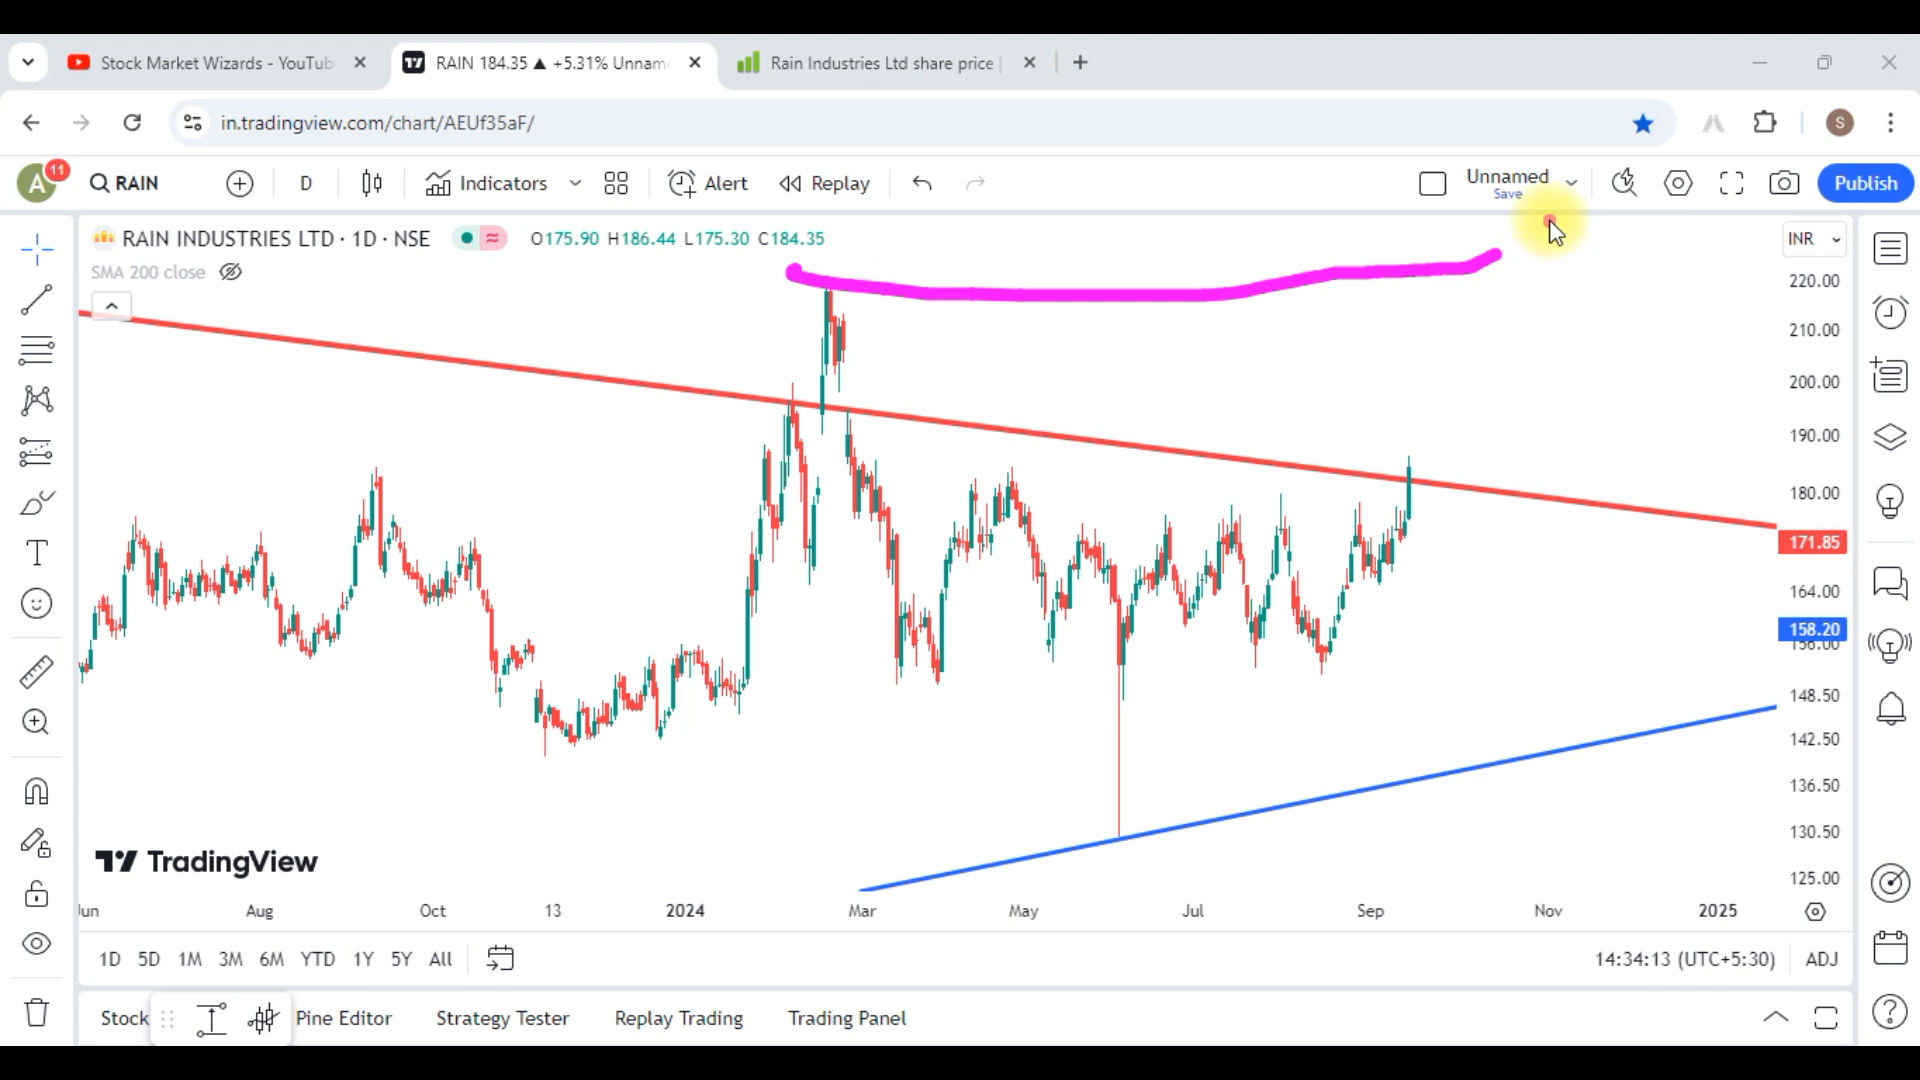 Stock Market Wizards - YouTub
RAIN 184.35 ▲ +5.31% Unnam
Rain Industries Ltd share price |
in.tradingview.com/chart/AEUf35aF/
S
A
11
RAIN
D
Indicators
Alert
Replay
Unnamed
Save
Publish
RAIN INDUSTRIES LTD · 1D · NSE
O175.90 H186.44 L175.30 C184.35
INR
SMA 200 close
220.00
210.00
200.00
190.00
180.00
171.85
164.00
158.20
156.00
148.50
142.50
136.50
130.50
125.00
TradingView
Jun Aug Oct 13 2024 Mar May Jul Sep Nov 2025
1D 5D 1M 3M 6M YTD 1Y 5Y All
14:34:13 (UTC+5:30) ADJ
Stock Pine Editor Strategy Tester Replay Trading Trading Panel